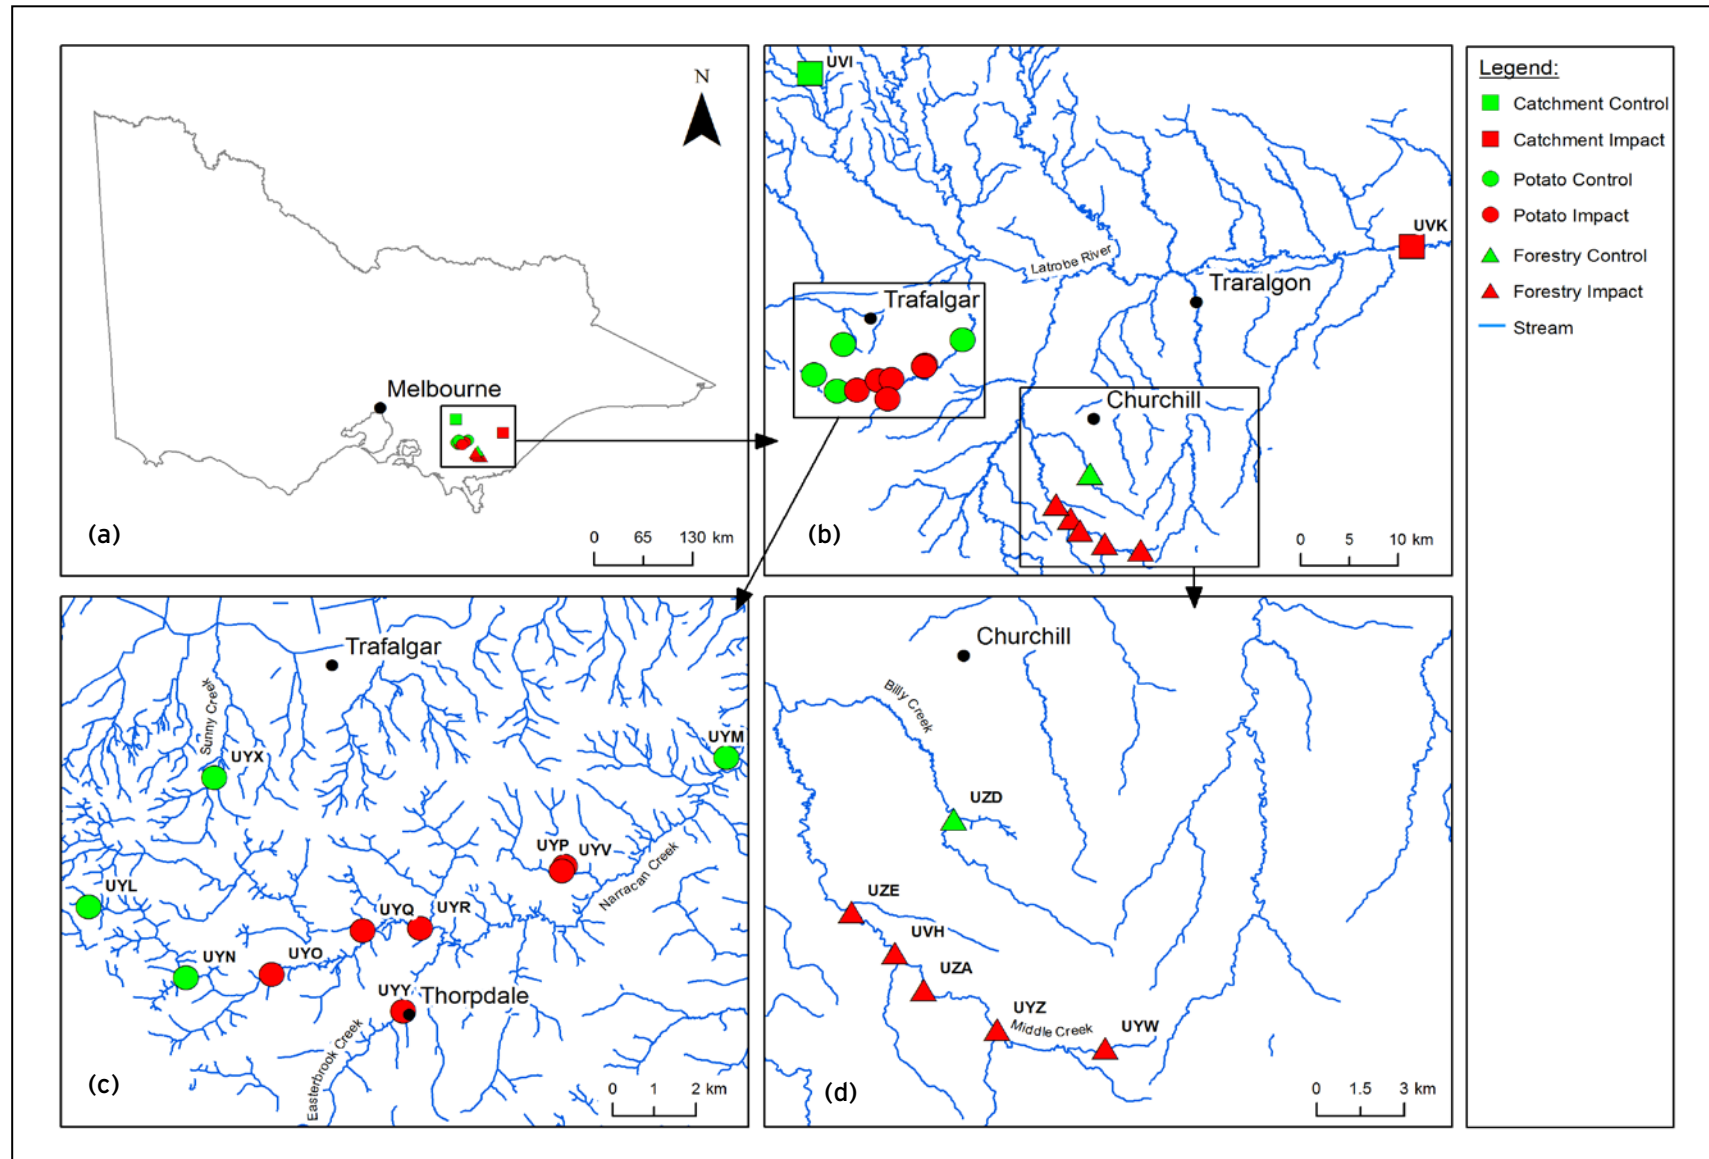 N
Melbourne
(a)
0 65 130 km
UVI
UVK
Latrobe River
Trafalgar
Traralgon
Churchill
(b)
0 5 10 km
Legend:
Catchment Control
Catchment Impact
Potato Control
Potato Impact
Forestry Control
Forestry Impact
Stream
Trafalgar
Sunny Creek
UYX
UYM
UYP UYV
Narracan Creek
UYL
UYQ UYR
UYN
UYO
UYY
Thorpdale
Easterbrook Creek
(c)
0 1 2 km
Churchill
Billy Creek
UZD
UZE
UVH
UZA
UYZ
Middle Creek
UYW
(d)
0 1.5 3 km